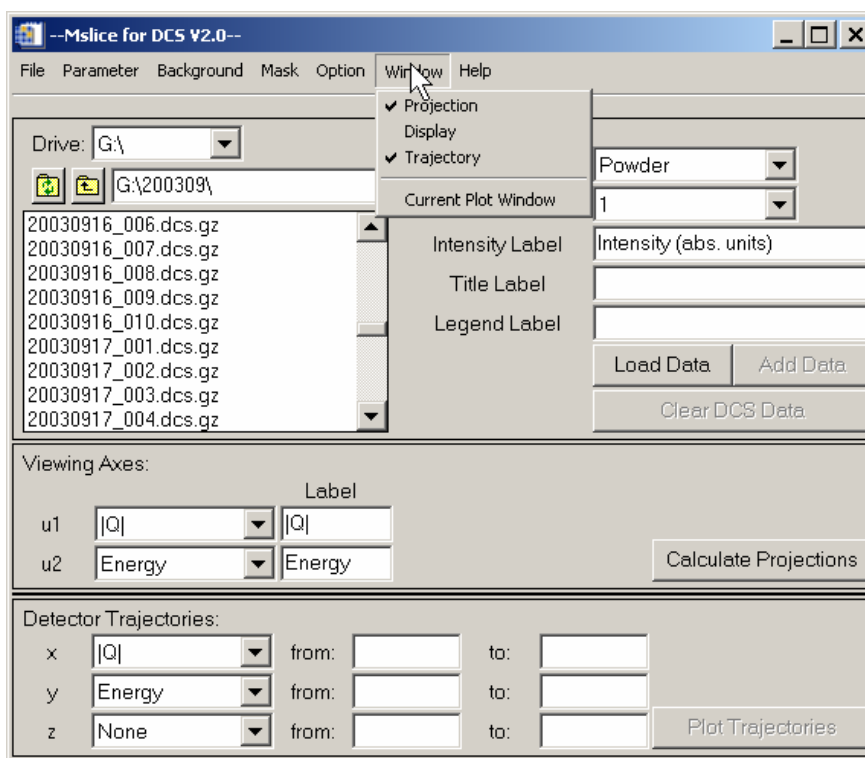 --Mslice for DCS V2.0--
File Parameter Background Mask Option Window Help
Projection
Display
Trajectory
Current Plot Window
Drive: G:\
G:\200309\
20030916_006.dcs.gz
20030916_007.dcs.gz
20030916_008.dcs.gz
20030916_009.dcs.gz
20030916_010.dcs.gz
20030917_001.dcs.gz
20030917_002.dcs.gz
20030917_003.dcs.gz
20030917_004.dcs.gz
Powder
1
Intensity Label Intensity (abs. units)
Title Label
Legend Label
Load Data Add Data
Clear DCS Data
Viewing Axes:
Label
u1 |Q| |Q|
u2 Energy Energy
Calculate Projections
Detector Trajectories:
x |Q| from: to:
y Energy from: to:
z None from: to:
Plot Trajectories